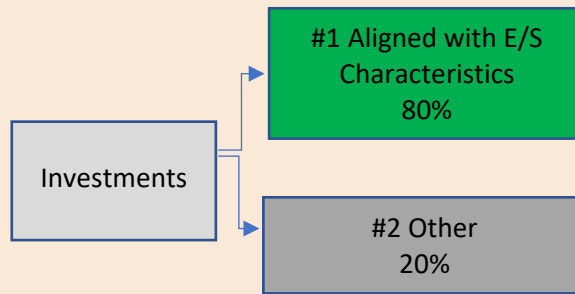 #1 Aligned with E/S
Characteristics
80%
Investments
#2 Other
20%